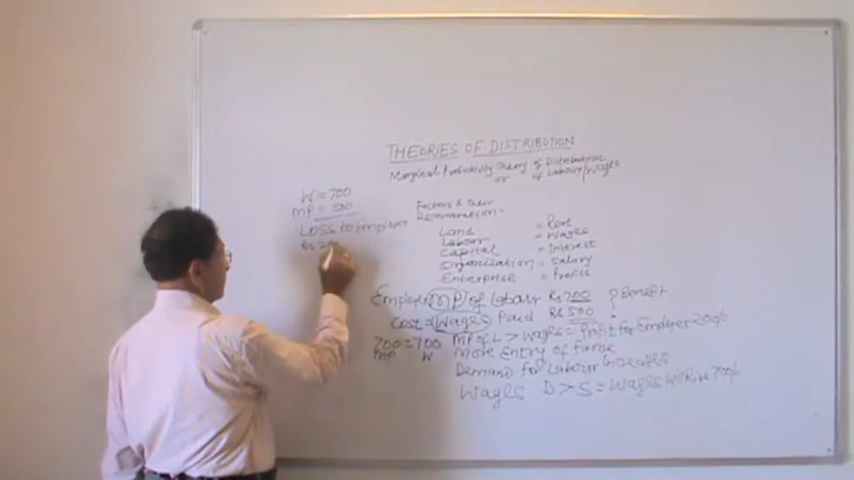 THEORIES OF DISTRIBUTION
Marginal Productivity Theory of Distribution
or of Labour/Wages
W = 700
MP = 500
Loss to Employer
Rs 200
Factors & Their
Remuneration -
Land = Rent
Labour = Wages
Capital = Interest
Organization = Salary
Enterprise = Profits
Employer MP of Labour Rs 700 Benefit
Cost = Wages Paid Rs 500
700 = 700 MP of L > Wages = Profit for Employer 200/-
MP W More Entry of Firms
Demand for Labour Increases
Wages D > S = Wages will Rise 700/-